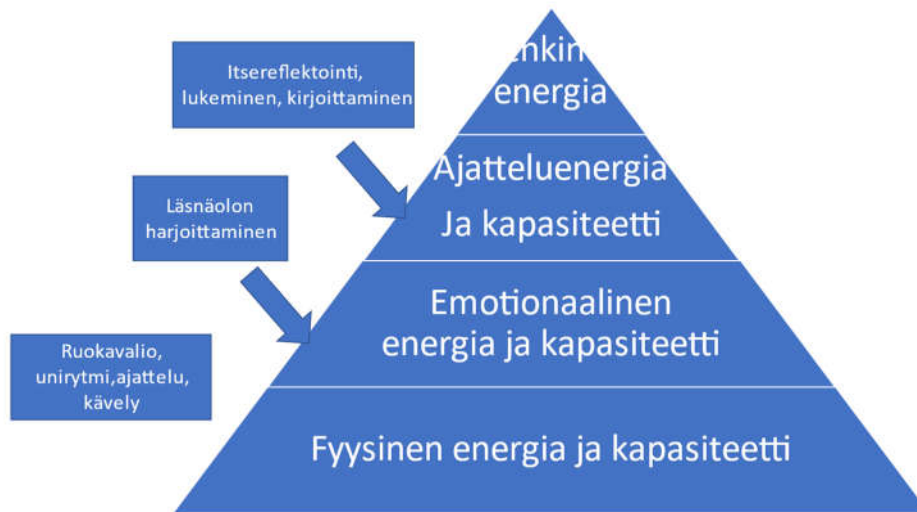 Itsereflektointi,
lukeminen, kirjoittaminen
Läsnäolon
harjoittaminen
Ruokavalio,
unirytmi,ajattelu,
kävely
energia
Ajatteluenergia
Ja kapasiteetti
Emotionaalinen
energia ja kapasiteetti
Fyysinen energia ja kapasiteetti